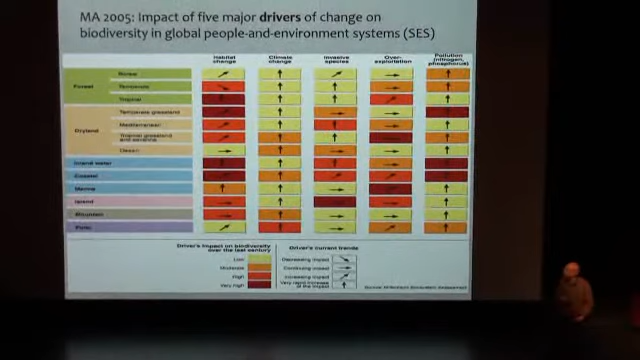 MA 2005: Impact of five major drivers of change on
biodiversity in global people-and-environment systems (SES)
Habitat change
Climate change
Invasive species
Over-exploitation
Pollution (nitrogen, phosphorus)
Forest
Boreal
Temperate
Tropical
Dryland
Temperate grassland
Mediterranean
Tropical grassland and savanna
Desert
Inland water
Coastal
Marine
Island
Mountain
Polar
Driver's impact on biodiversity
over the last century
Low
Moderate
High
Very high
Driver's current trends
Decreasing impact
Continuing impact
Increasing impact
Very rapid increase
of the impact
Source: Millennium Ecosystem Assessment